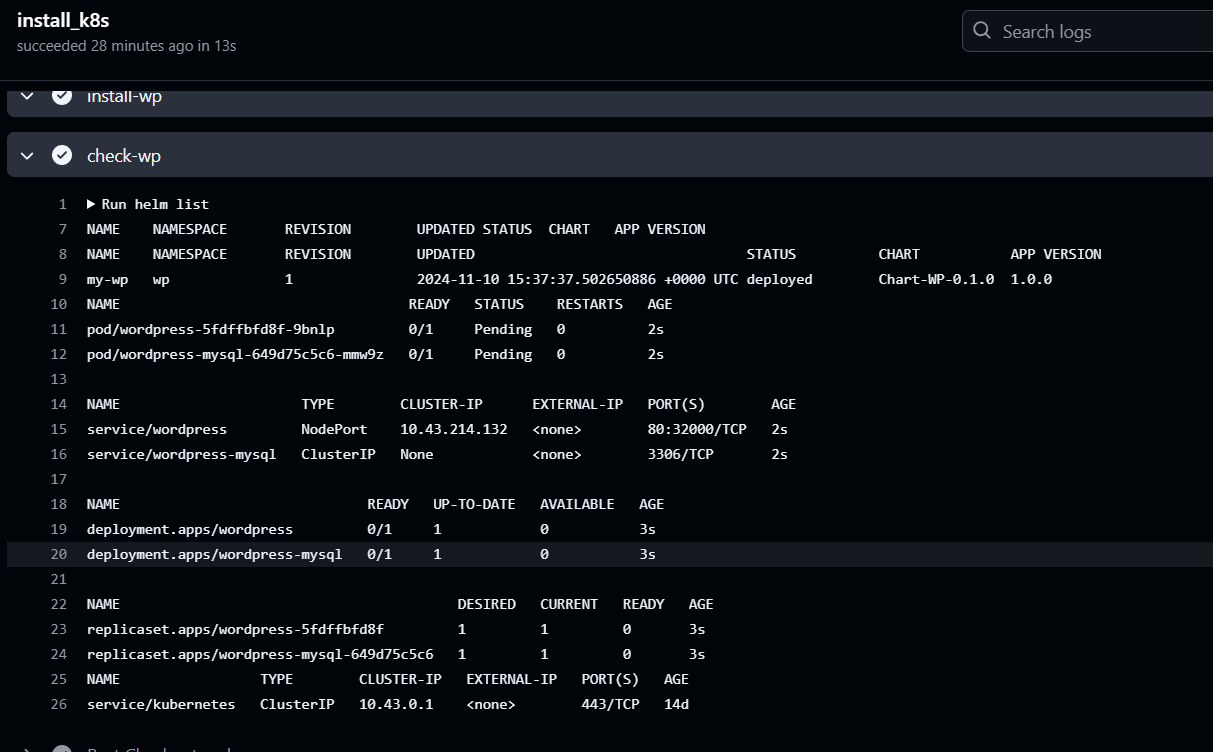 install_k8s
succeeded 28 minutes ago in 13s
Search logs
install-wp
check-wp
1 Run helm list
7 NAME NAMESPACE REVISION UPDATED STATUS CHART APP VERSION
8 NAME NAMESPACE REVISION UPDATED STATUS CHART APP VERSION
9 my-wp wp 1 2024-11-10 15:37:37.502650886 +0000 UTC deployed Chart-WP-0.1.0 1.0.0
10 NAME READY STATUS RESTARTS AGE
11 pod/wordpress-5fdffbfd8f-9bnlp 0/1 Pending 0 2s
12 pod/wordpress-mysql-649d75c5c6-mmw9z 0/1 Pending 0 2s
13
14 NAME TYPE CLUSTER-IP EXTERNAL-IP PORT(S) AGE
15 service/wordpress NodePort 10.43.214.132 <none> 80:32000/TCP 2s
16 service/wordpress-mysql ClusterIP None <none> 3306/TCP 2s
17
18 NAME READY UP-TO-DATE AVAILABLE AGE
19 deployment.apps/wordpress 0/1 1 0 3s
20 deployment.apps/wordpress-mysql 0/1 1 0 3s
21
22 NAME DESIRED CURRENT READY AGE
23 replicaset.apps/wordpress-5fdffbfd8f 1 1 0 3s
24 replicaset.apps/wordpress-mysql-649d75c5c6 1 1 0 3s
25 NAME TYPE CLUSTER-IP EXTERNAL-IP PORT(S) AGE
26 service/kubernetes ClusterIP 10.43.0.1 <none> 443/TCP 14d